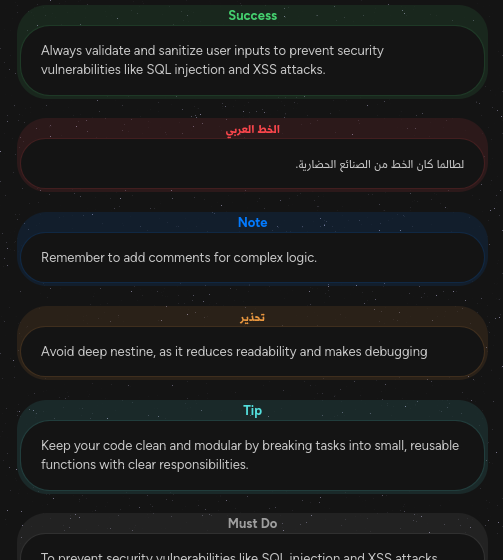 Success
Always validate and sanitize user inputs to prevent security
vulnerabilities like SQL injection and XSS attacks.
الخط العربي
لطالما كان الخط من الصنائع الحضارية.
Note
Remember to add comments for complex logic.
تحذير
Avoid deep nestine, as it reduces readability and makes debugging
Tip
Keep your code clean and modular by breaking tasks into small, reusable
functions with clear responsibilities.
Must Do
To prevent security vulnerabilities like SQL injection and XSS attacks